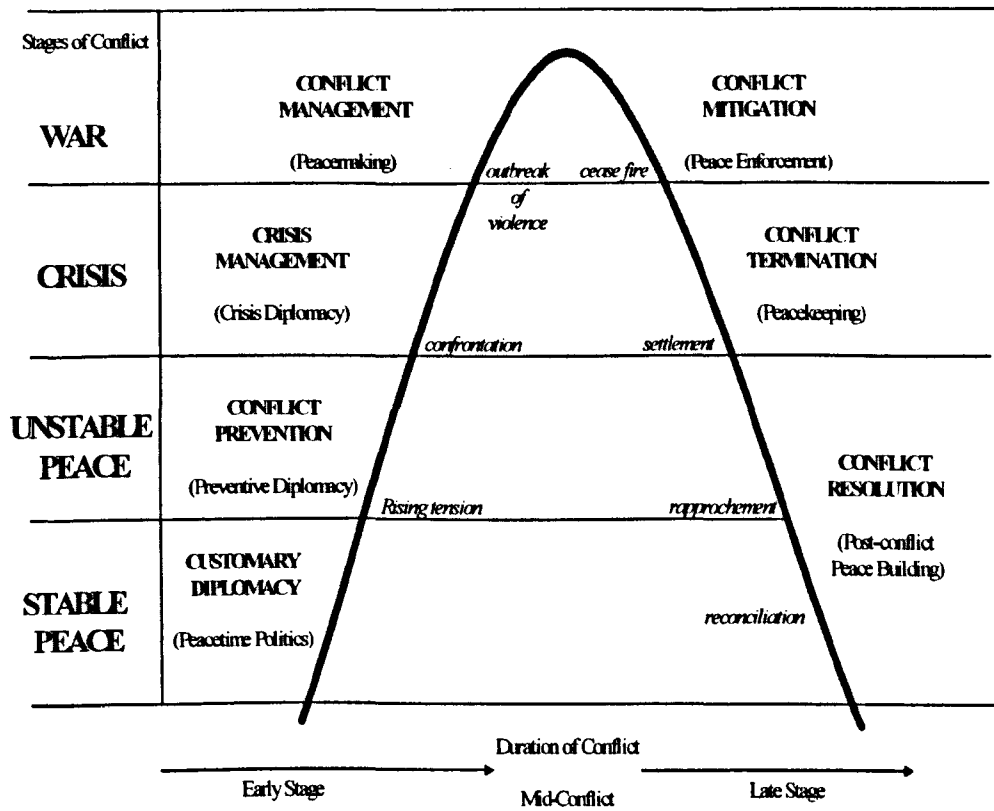 Stages of Conflict
WAR
CONFLICT
MANAGEMENT
(Peacemaking)
CONFLICT
MITIGATION
(Peace Enforcement)
outbreak
of
violence
cease fire
CRISIS
CRISIS
MANAGEMENT
(Crisis Diplomacy)
CONFLICT
TERMINATION
(Peacekeeping)
confrontation
settlement
UNSTABLE
PEACE
CONFLICT
PREVENTION
(Preventive Diplomacy)
Rising tension
rapprochement
CONFLICT
RESOLUTION
(Post-conflict
Peace Building)
STABLE
PEACE
CUSTOMARY
DIPLOMACY
(Peacetime Politics)
reconciliation
Duration of Conflict
Early Stage
Mid-Conflict
Late Stage